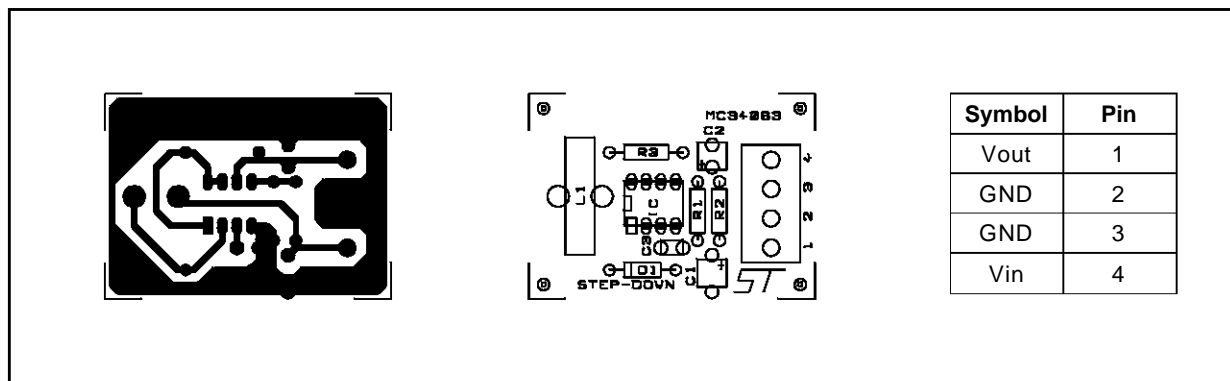 MC34063
C2
R3
4
3
L1
IC
R1
R2
2
C3
1
D1
C1
STEP-DOWN
ST
Symbol Pin
Vout 1
GND 2
GND 3
Vin 4